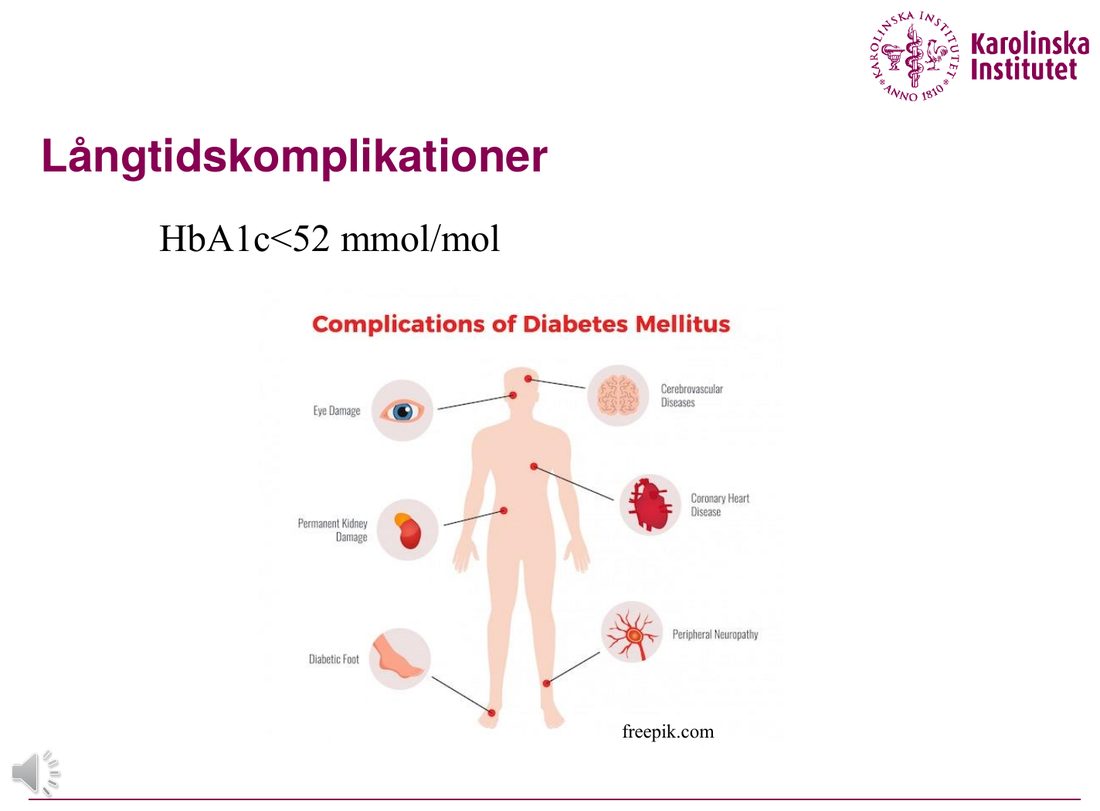 KAROLINSKA INSTITUTET
ANNO 1810
Karolinska
Institutet
Långtidskomplikationer
HbA1c<52 mmol/mol
Complications of Diabetes Mellitus
Eye Damage
Cerebrovascular
Diseases
Permanent Kidney
Damage
Coronary Heart
Disease
Diabetic Foot
Peripheral Neuropathy
freepik.com